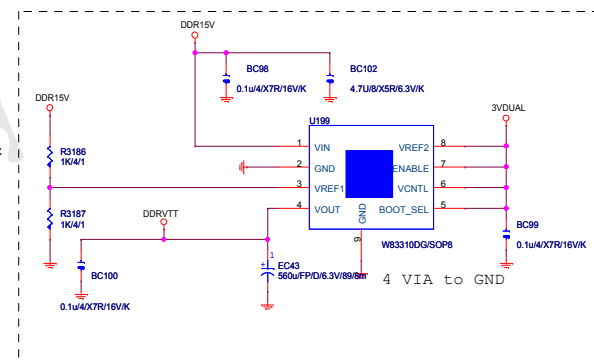 DDR15V
BC98
0.1u/4/X7R/16V/K
BC102
4.7U/8/X5R/6.3V/K
DDR15V
3VDUAL
R3186
1K/4/1
R3187
1K/4/1
U199
1
VIN
VREF2
8
2
GND
ENABLE
7
3
VREF1
VCNTL
6
4
VOUT
BOOT_SEL
5
GND
9
W83310DG/SOP8
DDRVTT
BC99
0.1u/4/X7R/16V/K
BC100
0.1u/4/X7R/16V/K
1
+
EC43
560u/FP/D/6.3V/89/8m
4 VIA to GND